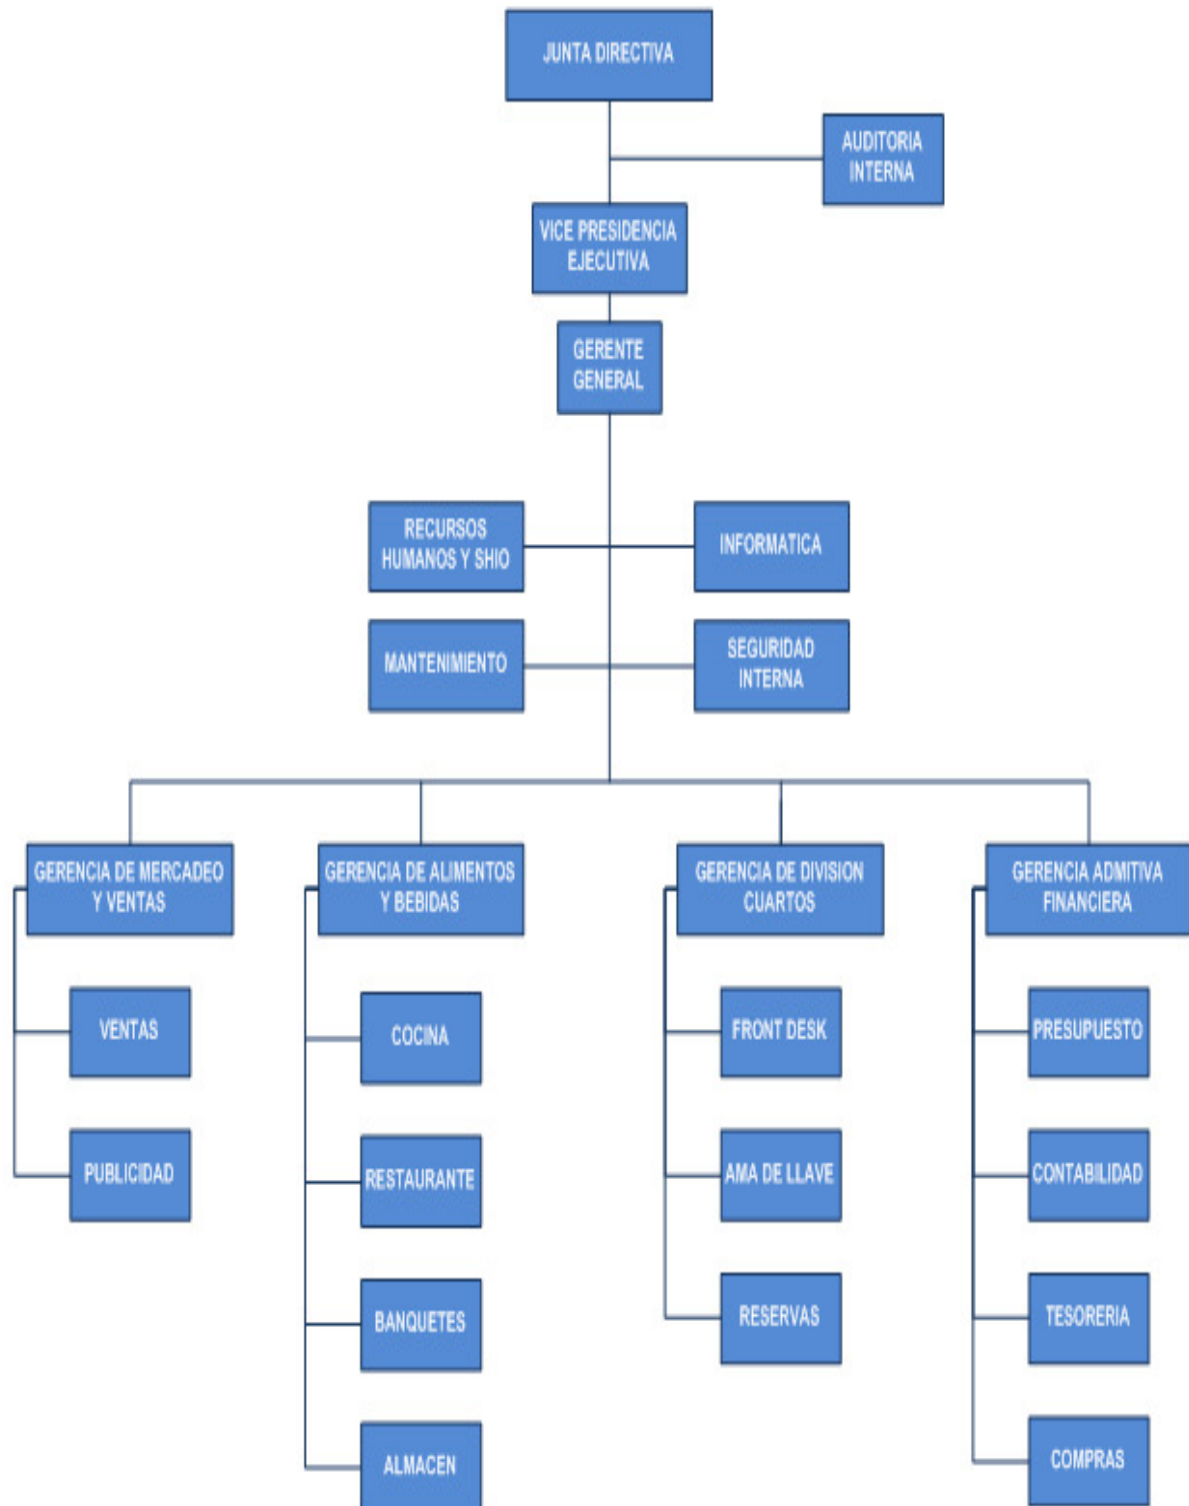 JUNTA DIRECTIVA
AUDITORIA
INTERNA
VICE PRESIDENCIA
EJECUTIVA
GERENTE
GENERAL
RECURSOS
HUMANOS Y SHIO
INFORMATICA
MANTENIMIENTO
SEGURIDAD
INTERNA
GERENCIA DE MERCADEO
Y VENTAS
GERENCIA DE ALIMENTOS
Y BEBIDAS
GERENCIA DE DIVISION
CUARTOS
GERENCIA ADMITIVA
FINANCIERA
VENTAS
PUBLICIDAD
COCINA
RESTAURANTE
BANQUETES
ALMACEN
FRONT DESK
AMA DE LLAVE
RESERVAS
PRESUPUESTO
CONTABILIDAD
TESORERIA
COMPRAS